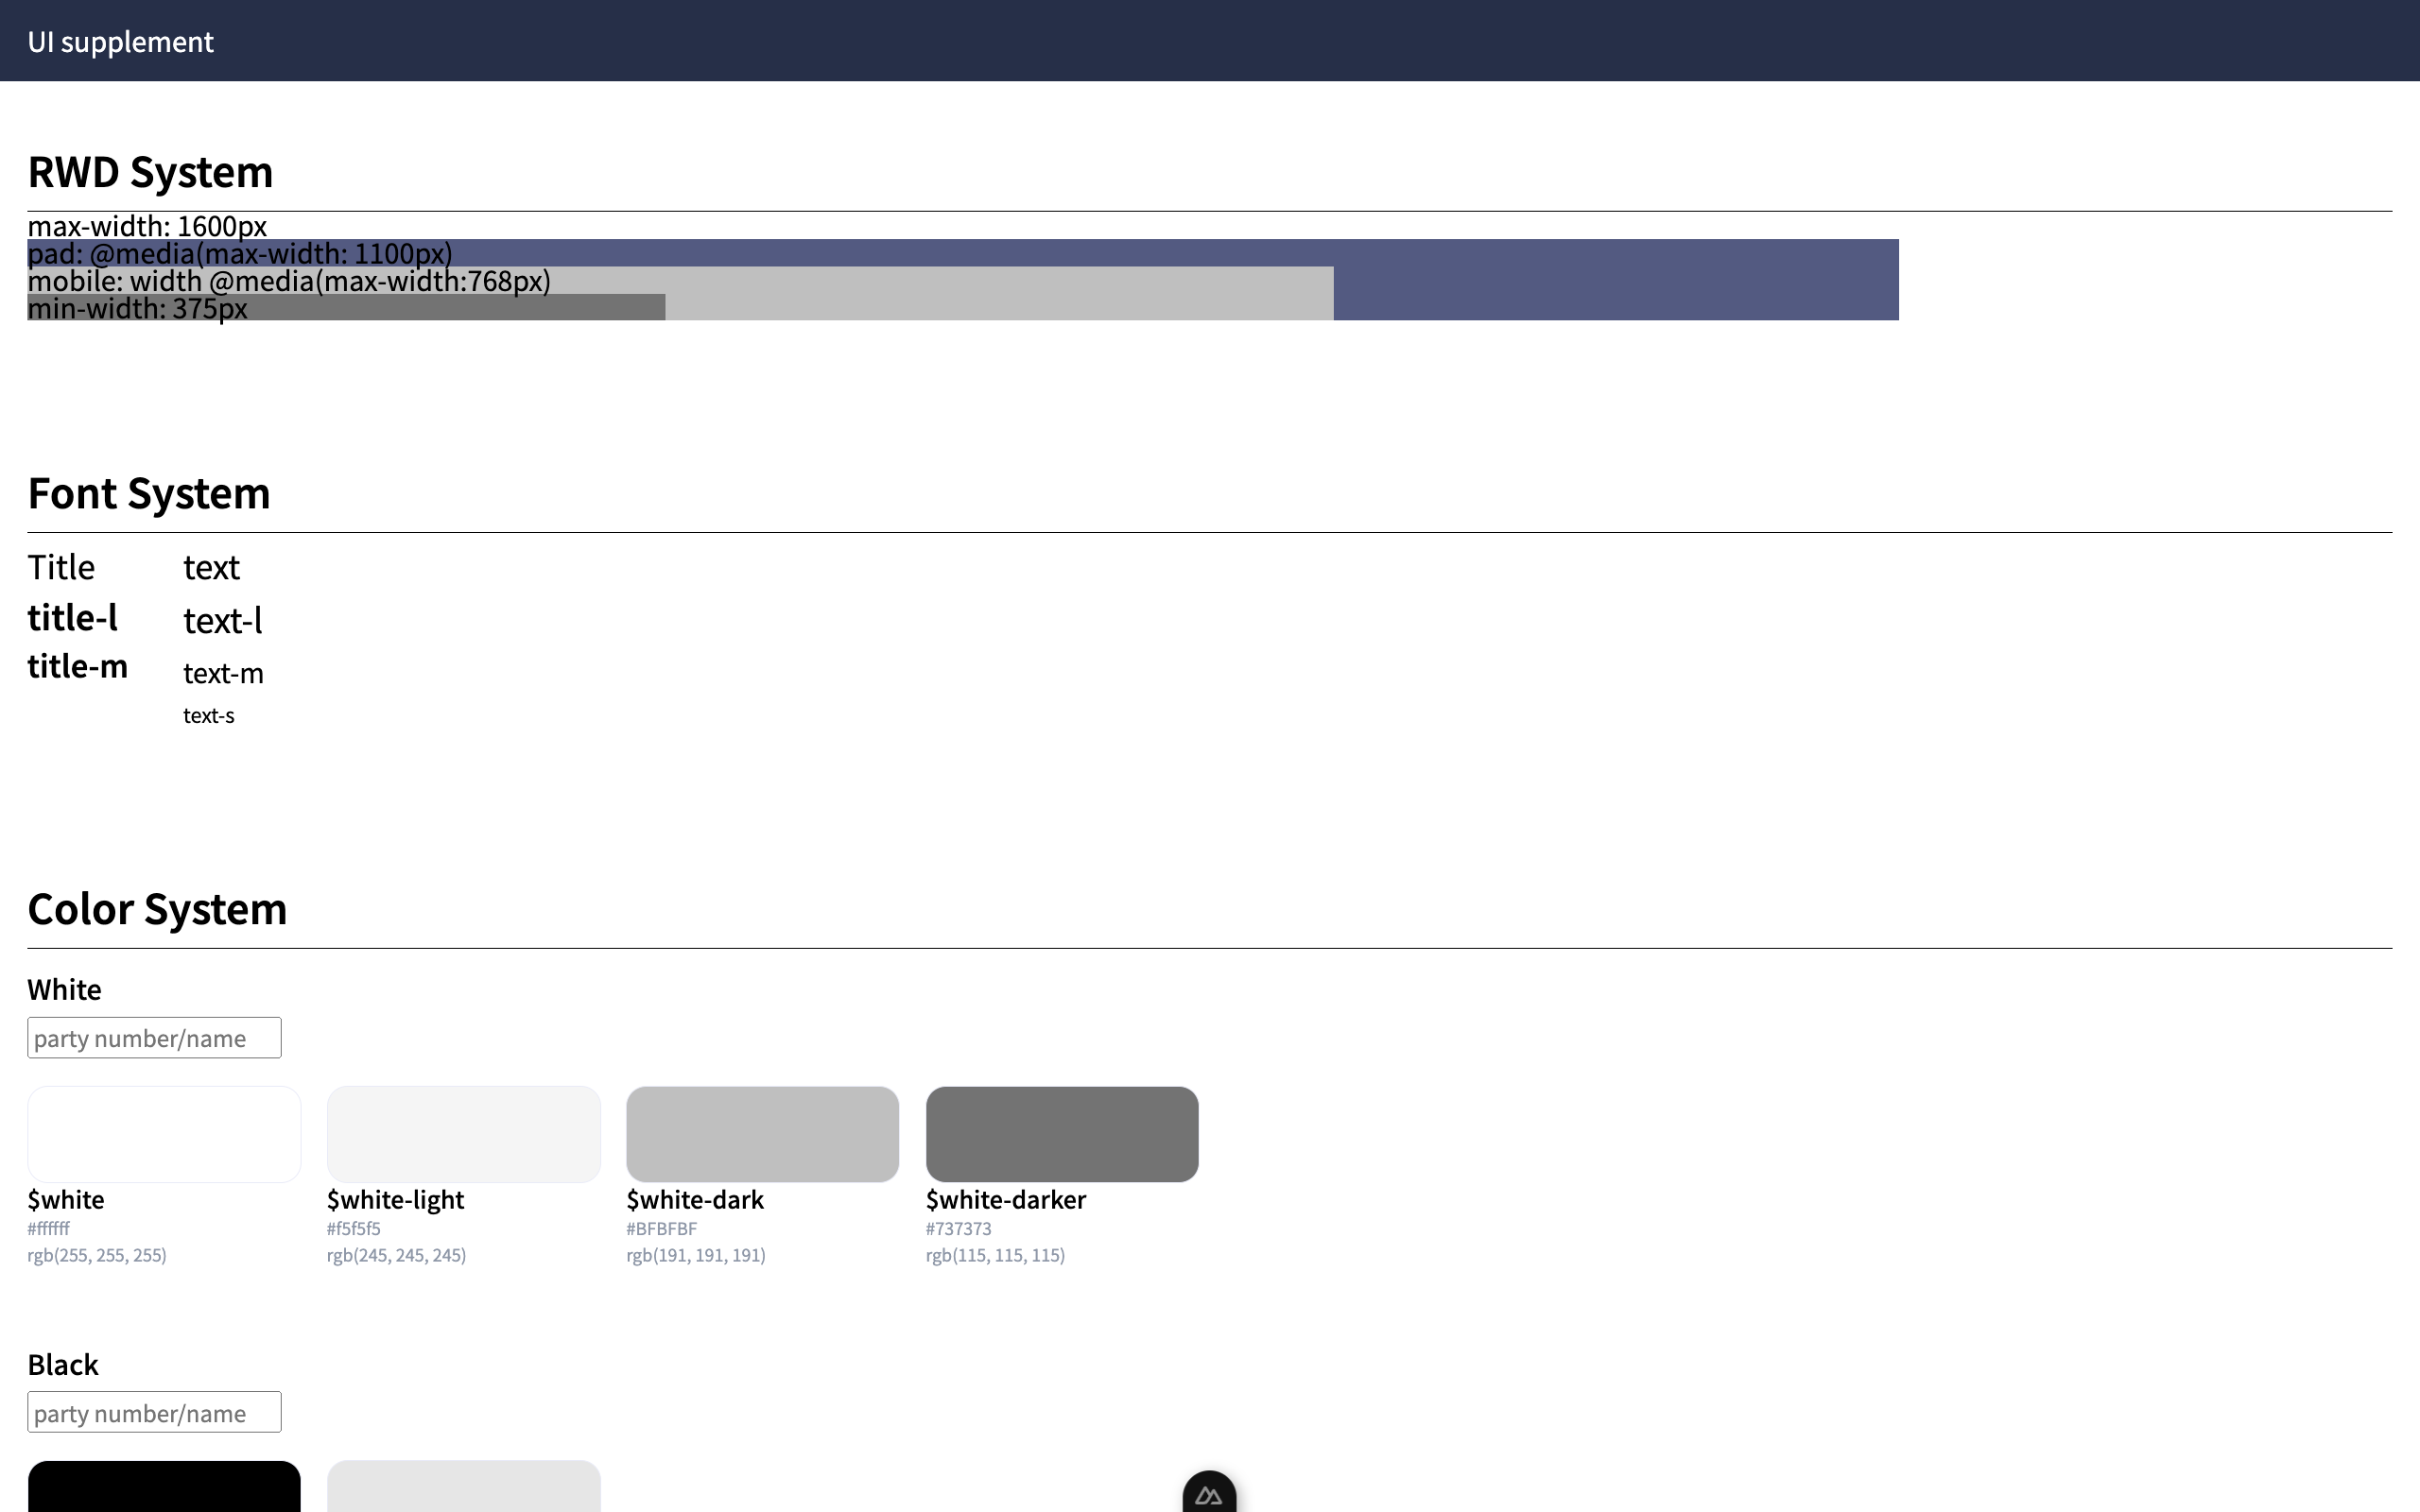 UI supplement
RWD System
max-width: 1600px
pad: @media(max-width: 1100px)
mobile: width @media(max-width:768px)
min-width: 375px
Font System
Title text
title-l text-l
title-m text-m
text-s
Color System
White
party number/name
$white $white-light $white-dark $white-darker
#ffffff #f5f5f5 #BFBFBF #737373
rgb(255, 255, 255) rgb(245, 245, 245) rgb(191, 191, 191) rgb(115, 115, 115)
Black
party number/name